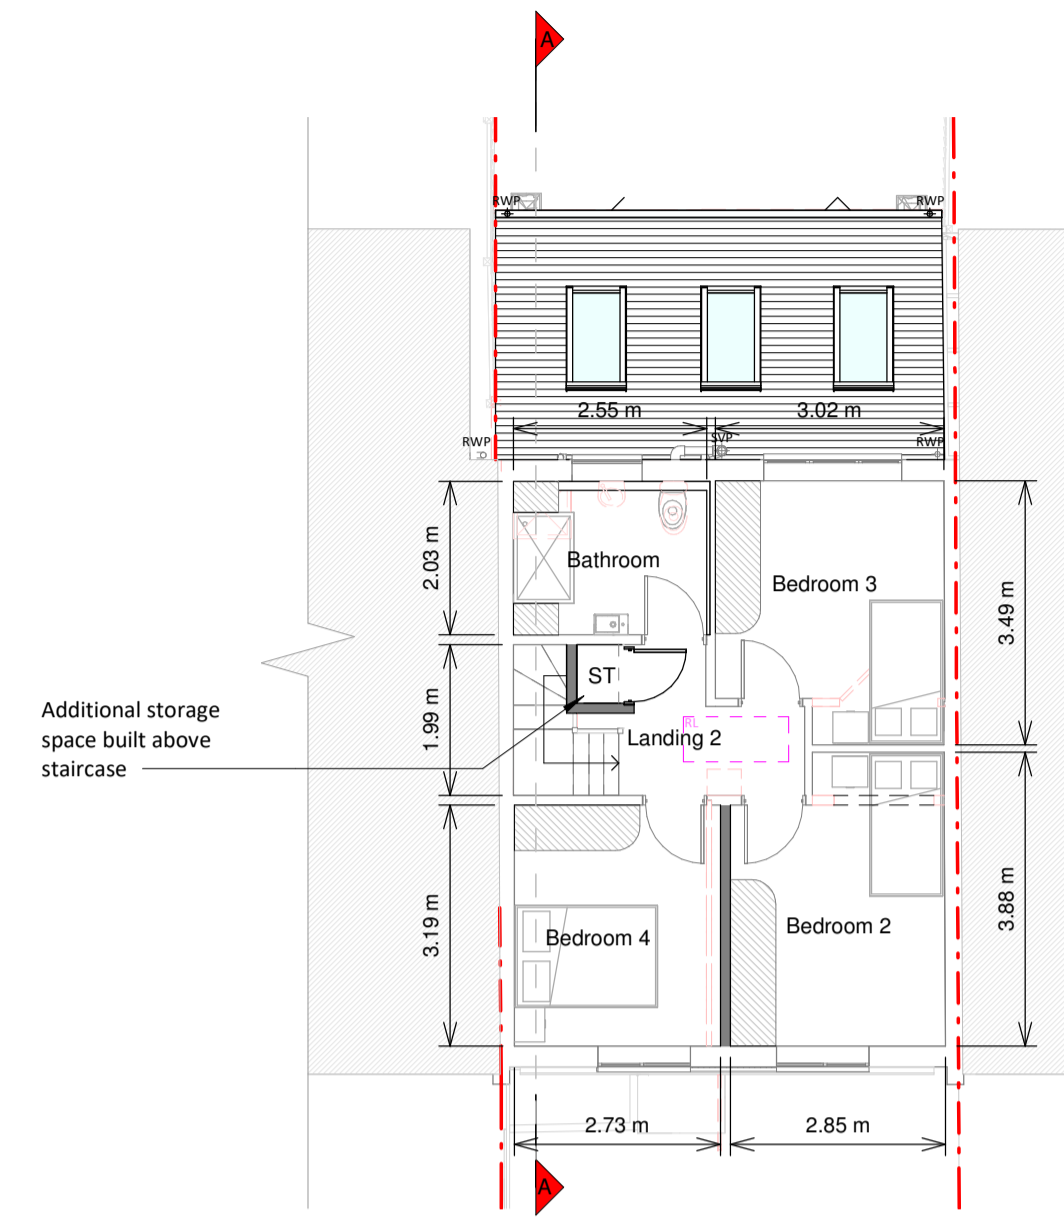 A
RWP
RWP
2.55 m
3.02 m
RWP
SVP
RWP
2.03 m
Bathroom
Bedroom 3
3.49 m
ST
Additional storage
space built above
staircase
1.99 m
RL
Landing 2
3.19 m
Bedroom 4
Bedroom 2
3.88 m
2.73 m
2.85 m
A